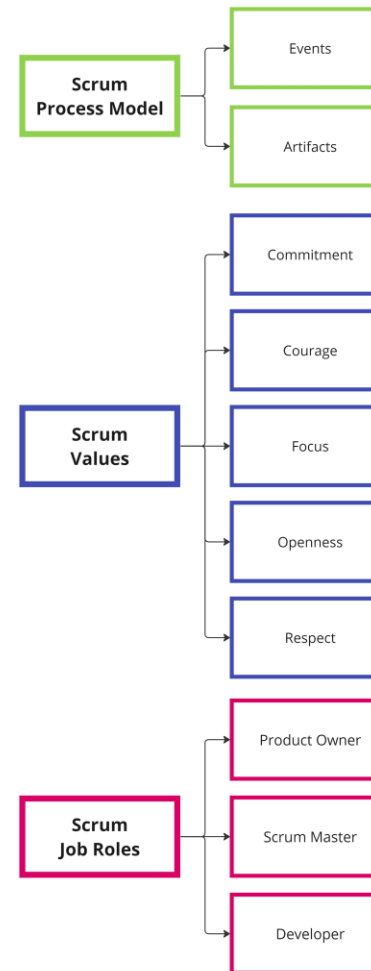 Scrum
Process Model
Events
Artifacts
Scrum
Values
Commitment
Courage
Focus
Openness
Respect
Scrum
Job Roles
Product Owner
Scrum Master
Developer